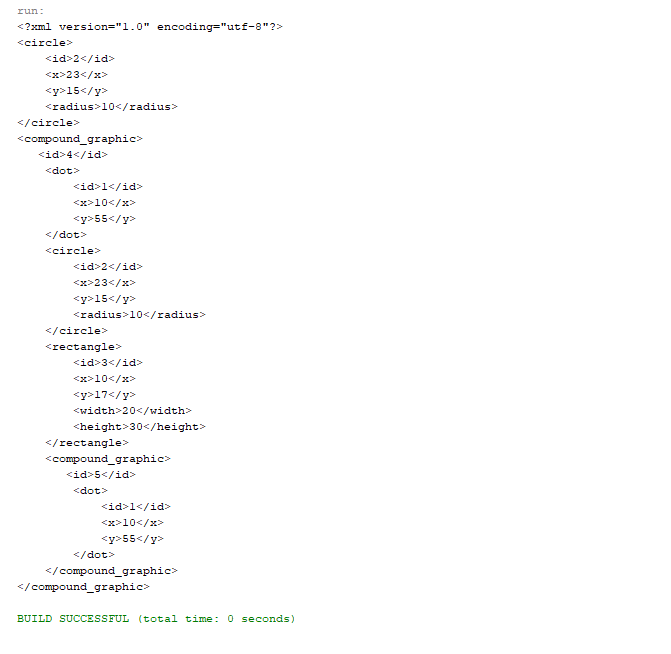 run:
<?xml version="1.0" encoding="utf-8"?>
<circle>
    <id>2</id>
    <x>23</x>
    <y>15</y>
    <radius>10</radius>
</circle>
<compound_graphic>
   <id>4</id>
    <dot>
        <id>1</id>
        <x>10</x>
        <y>55</y>
    </dot>
    <circle>
        <id>2</id>
        <x>23</x>
        <y>15</y>
        <radius>10</radius>
    </circle>
    <rectangle>
        <id>3</id>
        <x>10</x>
        <y>17</y>
        <width>20</width>
        <height>30</height>
    </rectangle>
    <compound_graphic>
       <id>5</id>
        <dot>
            <id>1</id>
            <x>10</x>
            <y>55</y>
        </dot>
    </compound_graphic>
</compound_graphic>
BUILD SUCCESSFUL (total time: 0 seconds)